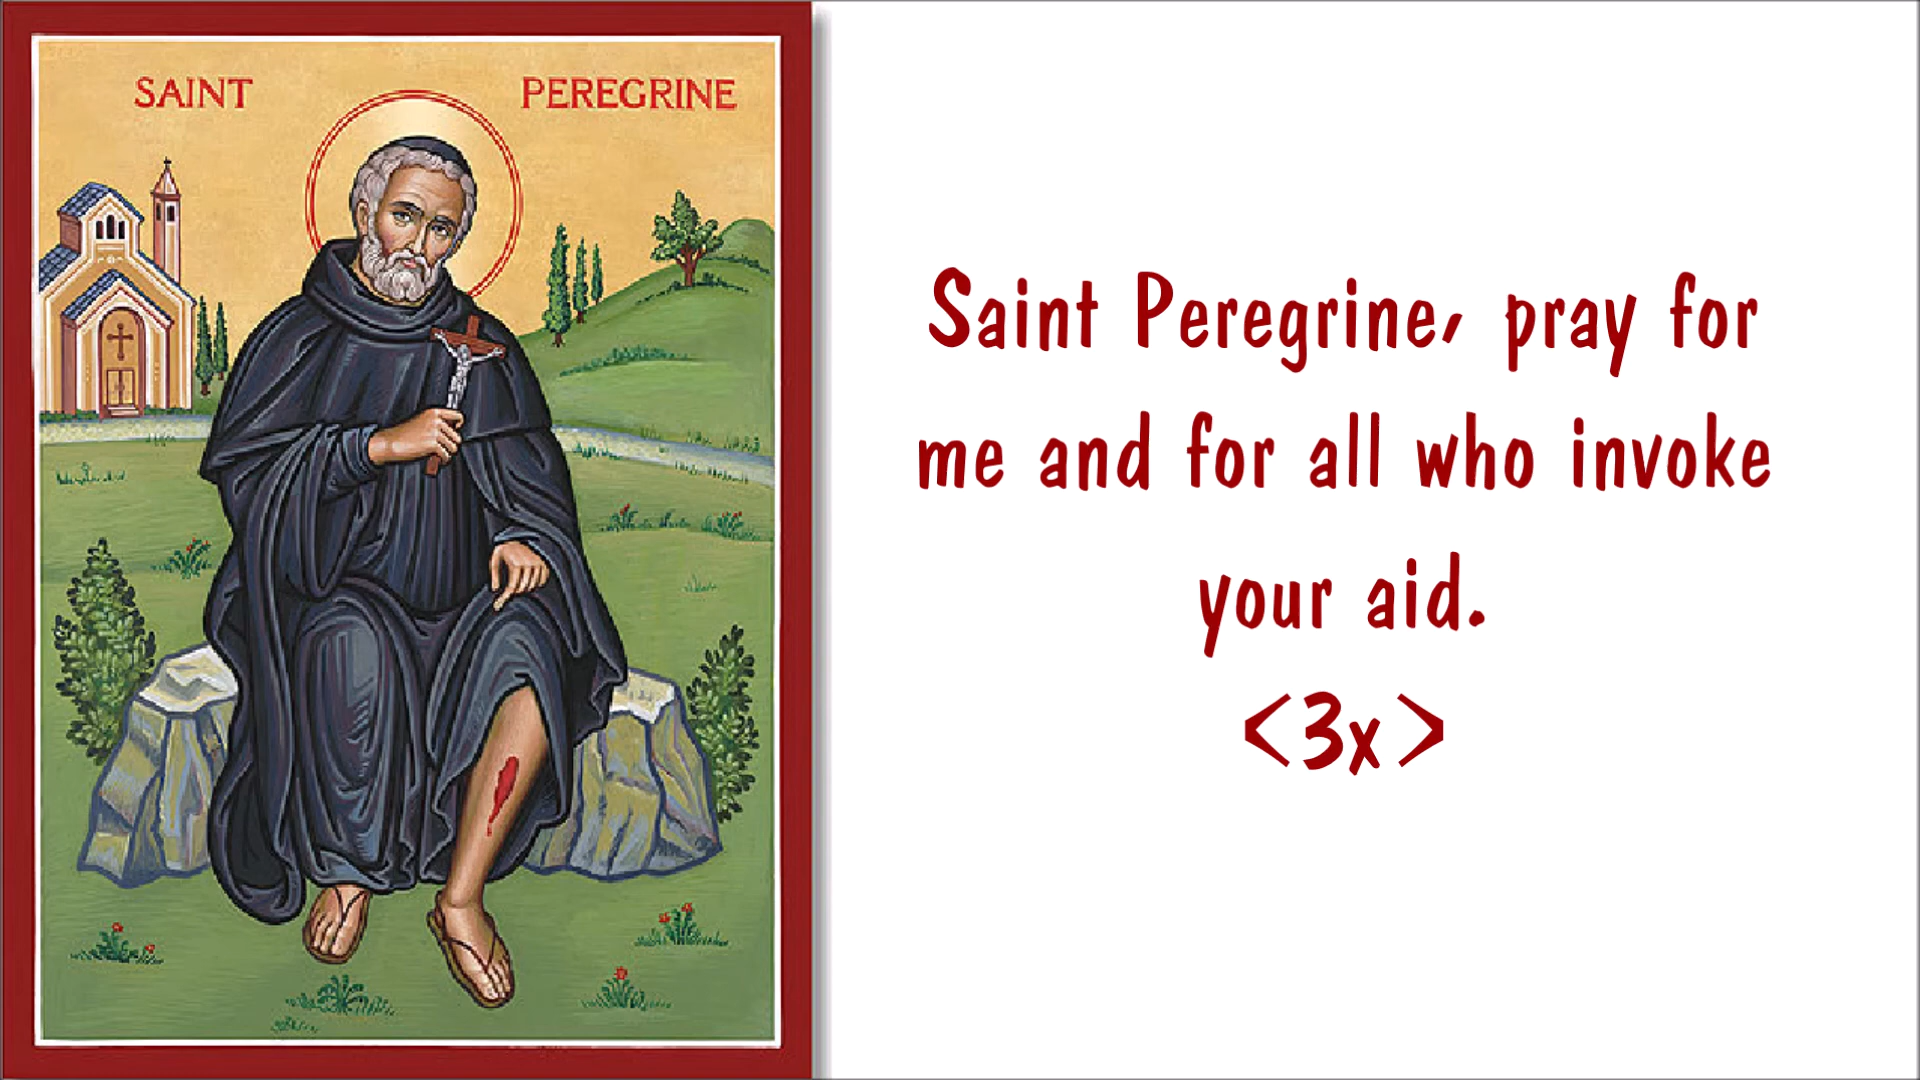 SAINT PEREGRINE
Saint Peregrine, pray for
me and for all who invoke
your aid.
<3x>